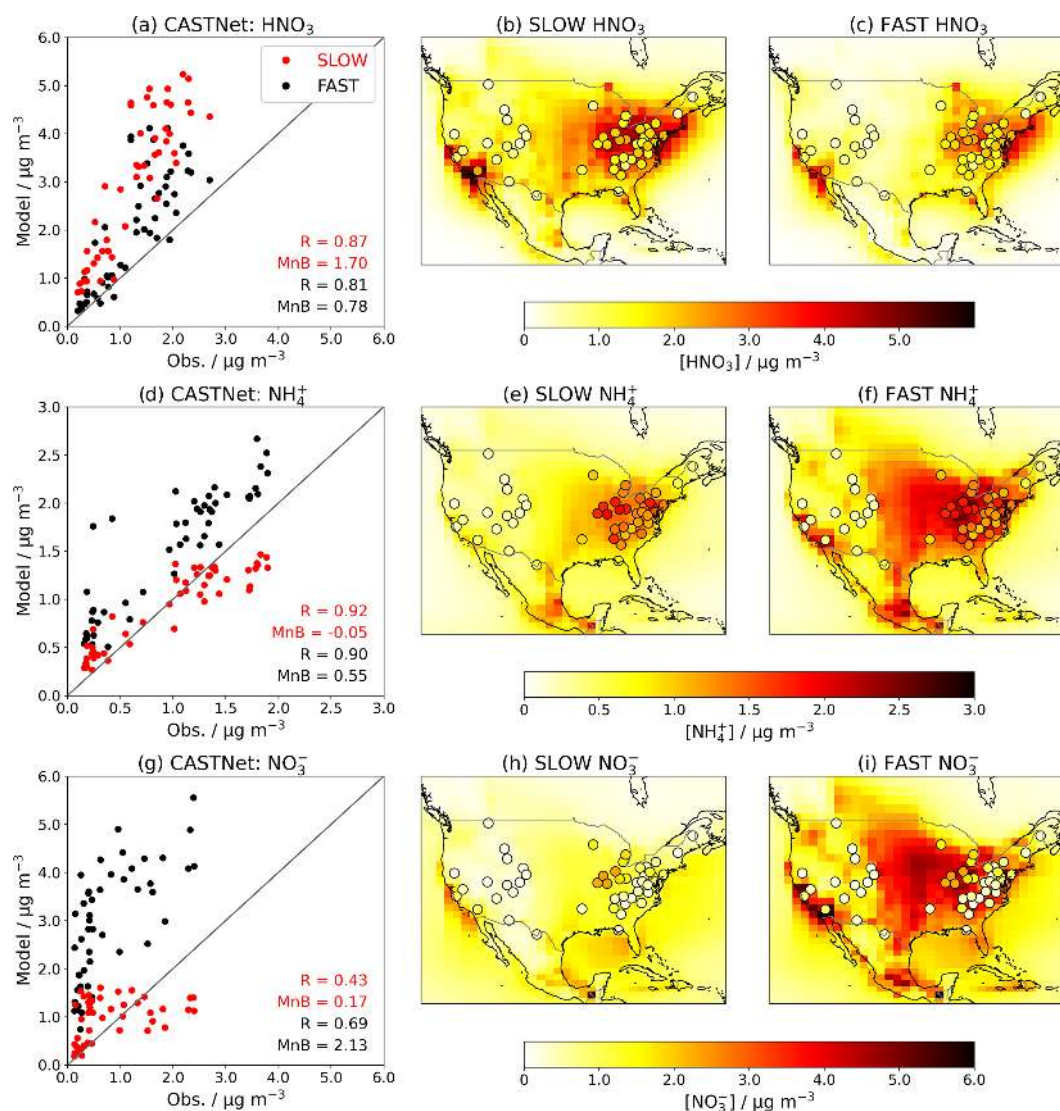 (a) CASTNet: HNO₃
(b) SLOW HNO₃
(c) FAST HNO₃
6.0
5.0
4.0
3.0
2.0
1.0
0.0
Model / μg m⁻³
SLOW
FAST
R = 0.87
MnB = 1.70
R = 0.81
MnB = 0.78
0.0 1.0 2.0 3.0 4.0 5.0 6.0
Obs. / μg m⁻³
0 1.0 2.0 3.0 4.0 5.0
[HNO₃] / μg m⁻³
(d) CASTNet: NH₄⁺
(e) SLOW NH₄⁺
(f) FAST NH₄⁺
3.0
2.5
2.0
1.5
1.0
0.5
0.0
Model / μg m⁻³
R = 0.92
MnB = -0.05
R = 0.90
MnB = 0.55
0.0 0.5 1.0 1.5 2.0 2.5 3.0
Obs. / μg m⁻³
0 0.5 1.0 1.5 2.0 2.5 3.0
[NH₄⁺] / μg m⁻³
(g) CASTNet: NO₃⁻
(h) SLOW NO₃⁻
(i) FAST NO₃⁻
6.0
5.0
4.0
3.0
2.0
1.0
0.0
Model / μg m⁻³
R = 0.43
MnB = 0.17
R = 0.69
MnB = 2.13
0.0 1.0 2.0 3.0 4.0 5.0 6.0
Obs. / μg m⁻³
0 1.0 2.0 3.0 4.0 5.0 6.0
[NO₃⁻] / μg m⁻³